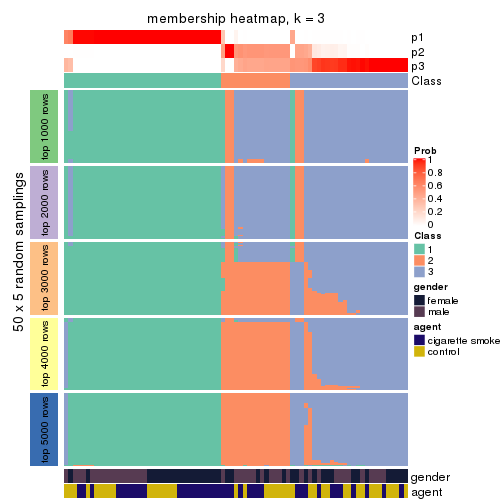 membership heatmap, k = 3
p1
p2
p3
Class
50 x 5 random samplings
top 1000 rows
top 2000 rows
top 3000 rows
top 4000 rows
top 5000 rows
Prob
1
0.8
0.6
0.4
0.2
0
Class
1
2
3
gender
female
male
agent
cigarette smoke
control
gender
agent